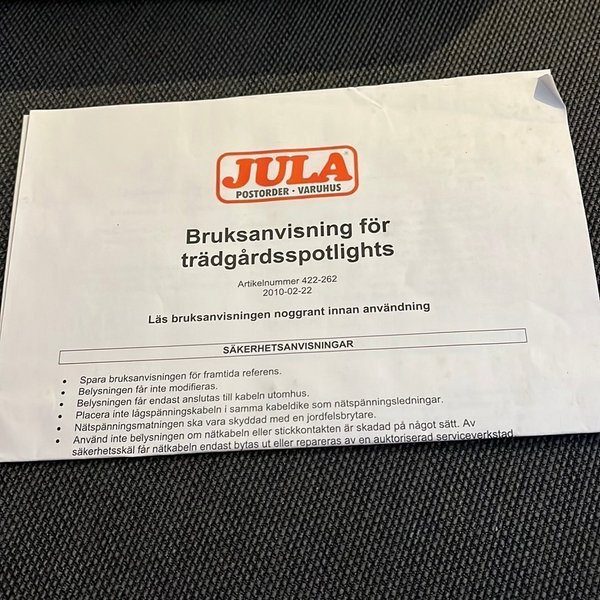 JULA®
POSTORDER · VARUHUS
Bruksanvisning för
trädgårdsspotlights
Artikelnummer 422-262
2010-02-22
Läs bruksanvisningen noggrant innan användning
SÄKERHETSANVISNINGAR
• Spara bruksanvisningen för framtida referens.
• Belysningen får inte modifieras.
• Belysningen får endast anslutas till kabeln utomhus.
• Placera inte lågspänningskabeln i samma kabeldike som nätspänningsledningar.
• Nätspänningsmatningen ska vara skyddad med en jordfelsbrytare.
• Använd inte belysningen om nätkabeln eller stickkontakten är skadad på något sätt. Av
säkerhetsskäl får nätkabeln endast bytas ut eller repareras av en auktoriserad serviceverkstad